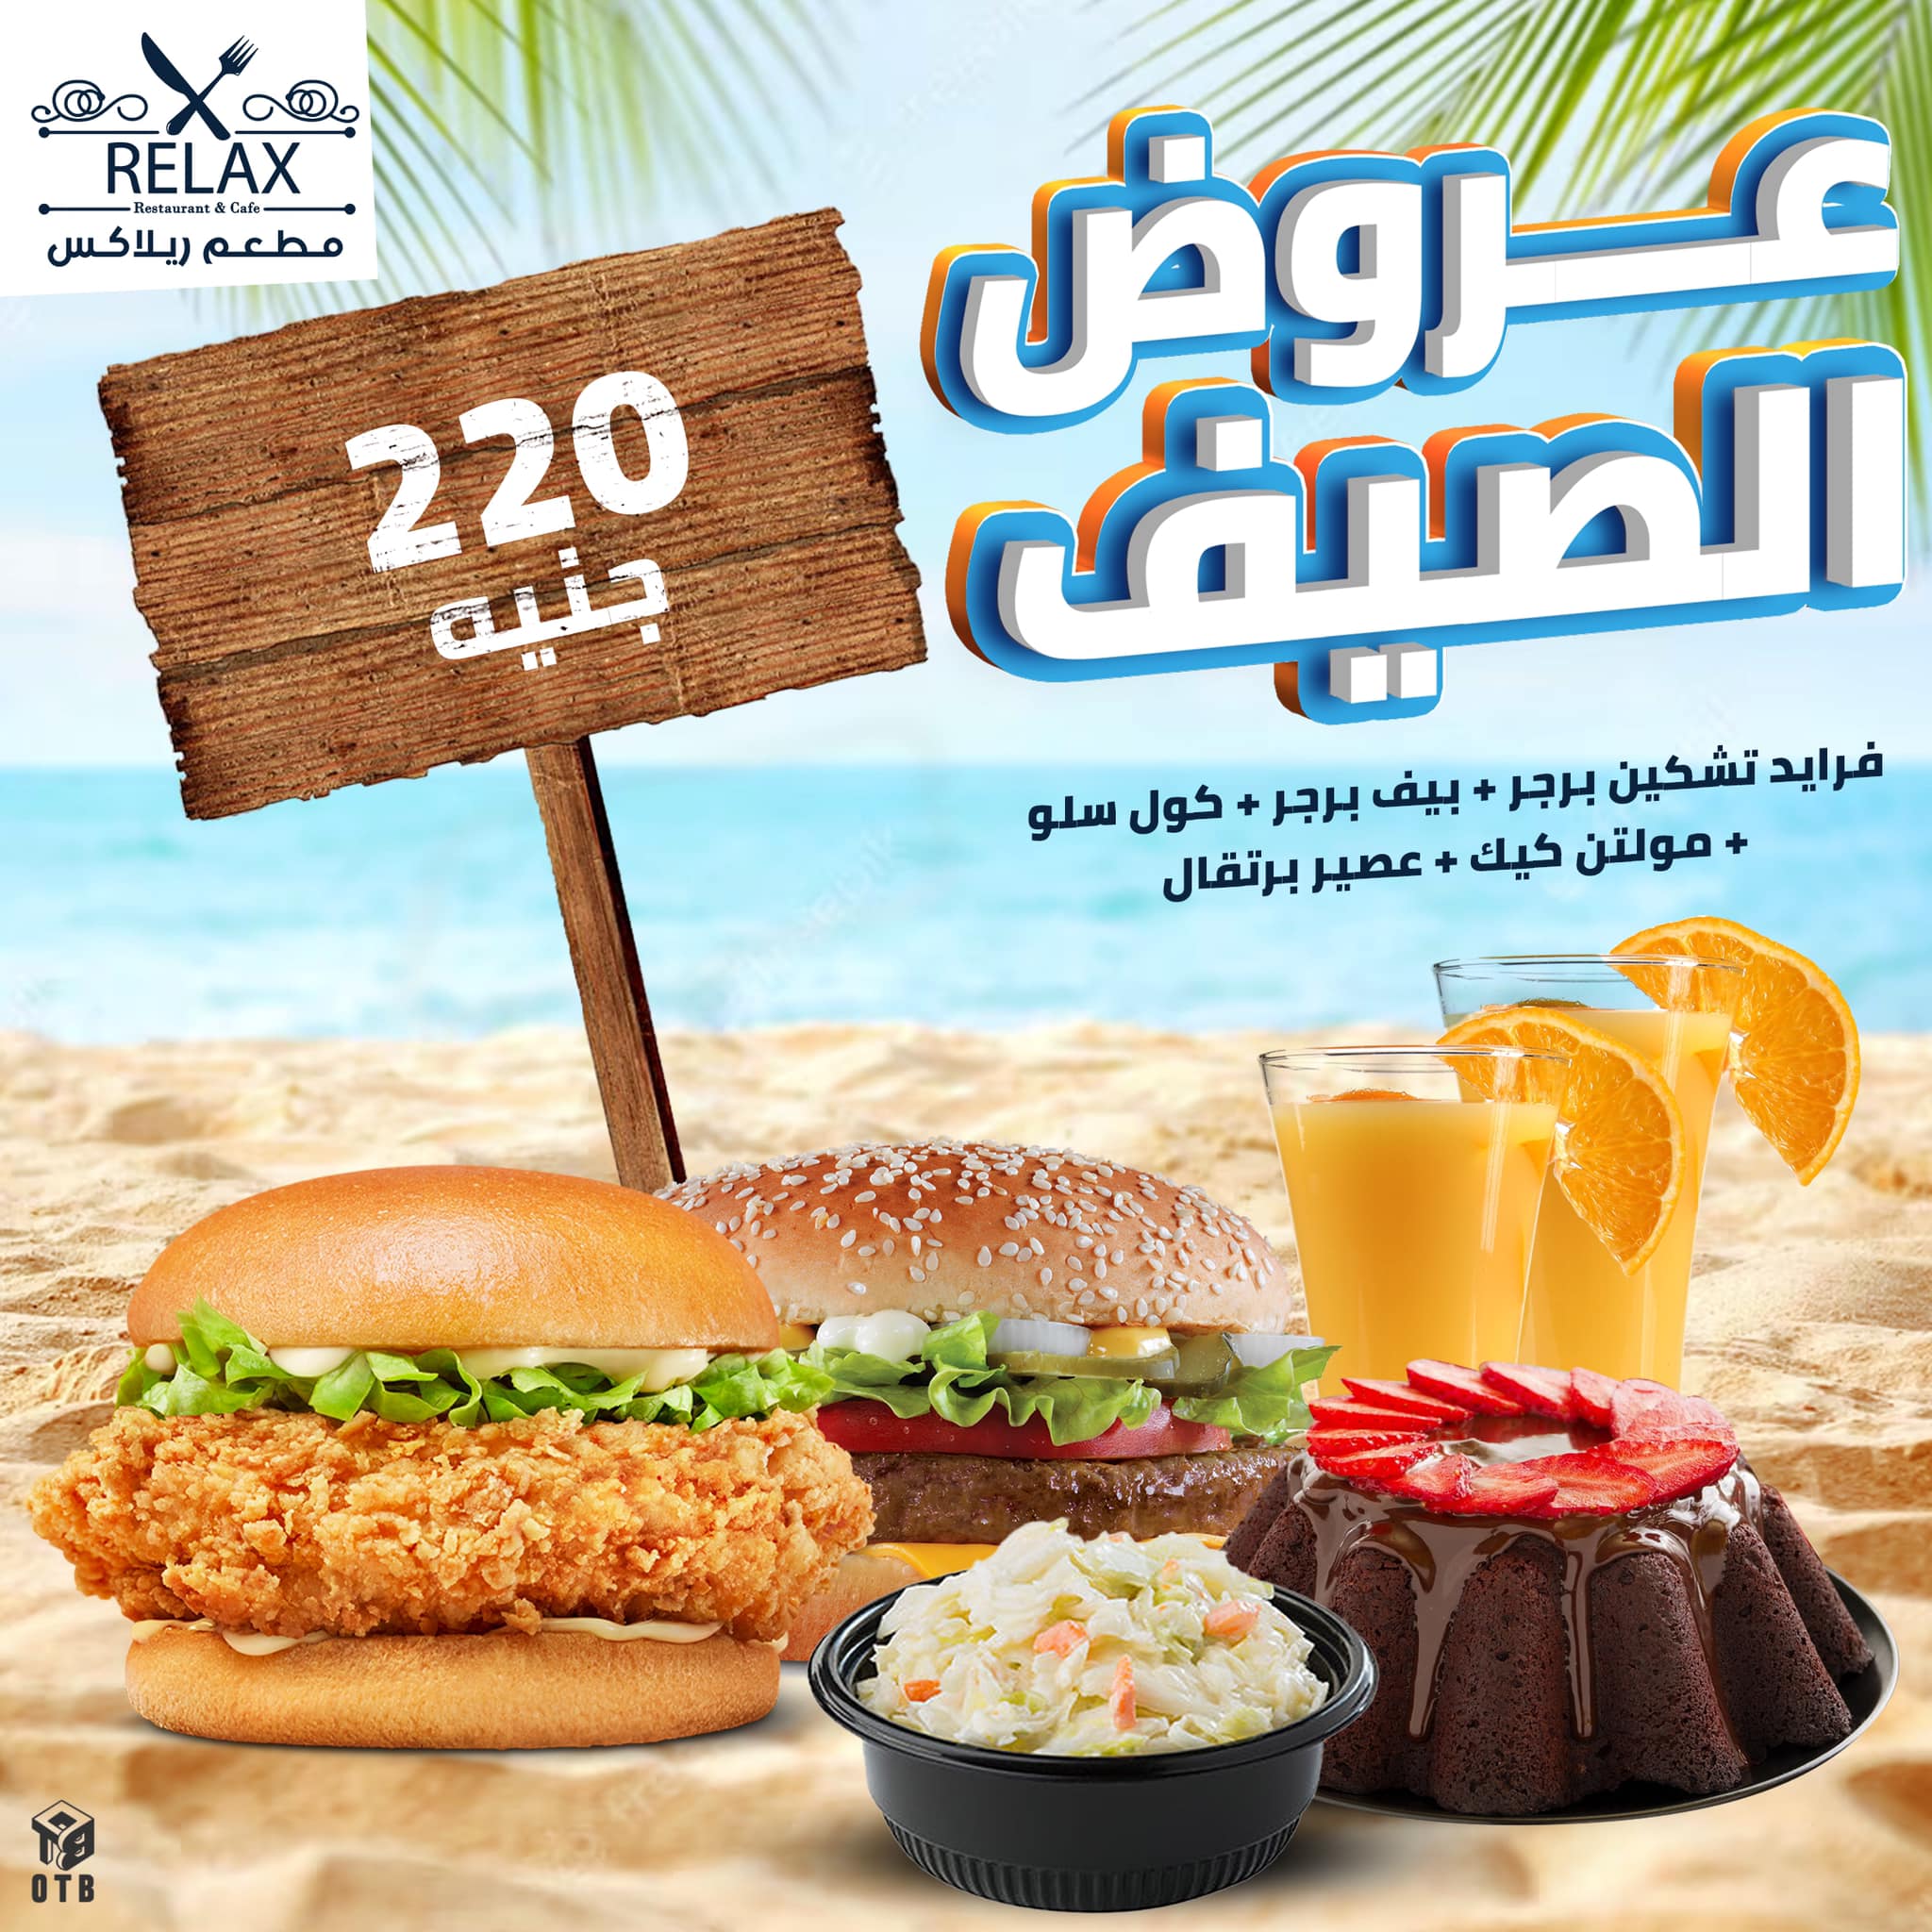 RELAX
Restaurant & Cafe
مطعم ريلاكس
عروض
الصيف
220
جنيه
فرايد تشكين برجر + بيف برجر + كول سلو
+ مولتن كيك + عصير برتقال
OTB